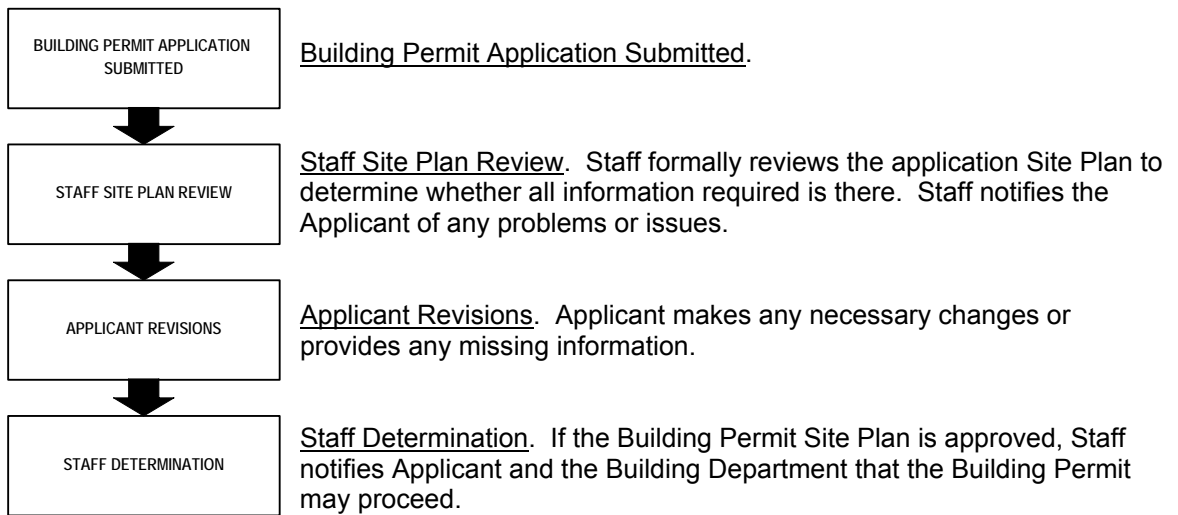 BUILDING PERMIT APPLICATION
SUBMITTED
Building Permit Application Submitted.
STAFF SITE PLAN REVIEW
Staff Site Plan Review.  Staff formally reviews the application Site Plan to
determine whether all information required is there.  Staff notifies the
Applicant of any problems or issues.
APPLICANT REVISIONS
Applicant Revisions.  Applicant makes any necessary changes or
provides any missing information.
STAFF DETERMINATION
Staff Determination.  If the Building Permit Site Plan is approved, Staff
notifies Applicant and the Building Department that the Building Permit
may proceed.